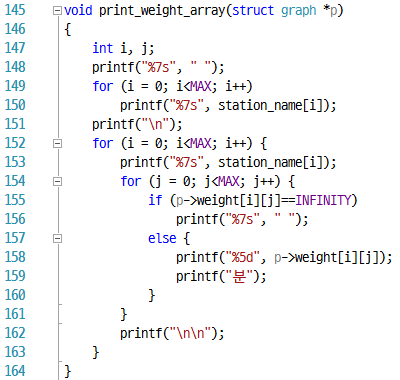 145 void print_weight_array(struct graph *p)
146 {
147     int i, j;
148     printf("%7s", " ");
149     for (i = 0; i<MAX; i++)
150         printf("%7s", station_name[i]);
151     printf("\n");
152     for (i = 0; i<MAX; i++) {
153         printf("%7s", station_name[i]);
154         for (j = 0; j<MAX; j++) {
155             if (p->weight[i][j]==INFINITY)
156                 printf("%7s", " ");
157             else {
158                 printf("%5d", p->weight[i][j]);
159                 printf("분");
160             }
161         }
162         printf("\n\n");
163     }
164 }